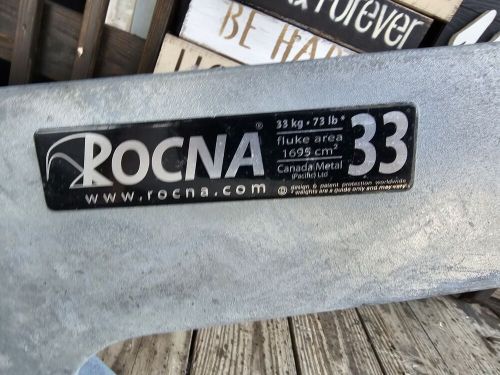 Forever
BE HA
ROCNA®
www.rocna.com
33 kg • 73 lb*
fluke area
1695 cm²
Canada Metal
(Pacific) Ltd
33
© design & patent protection worldwide
* weights are a guide only and may vary